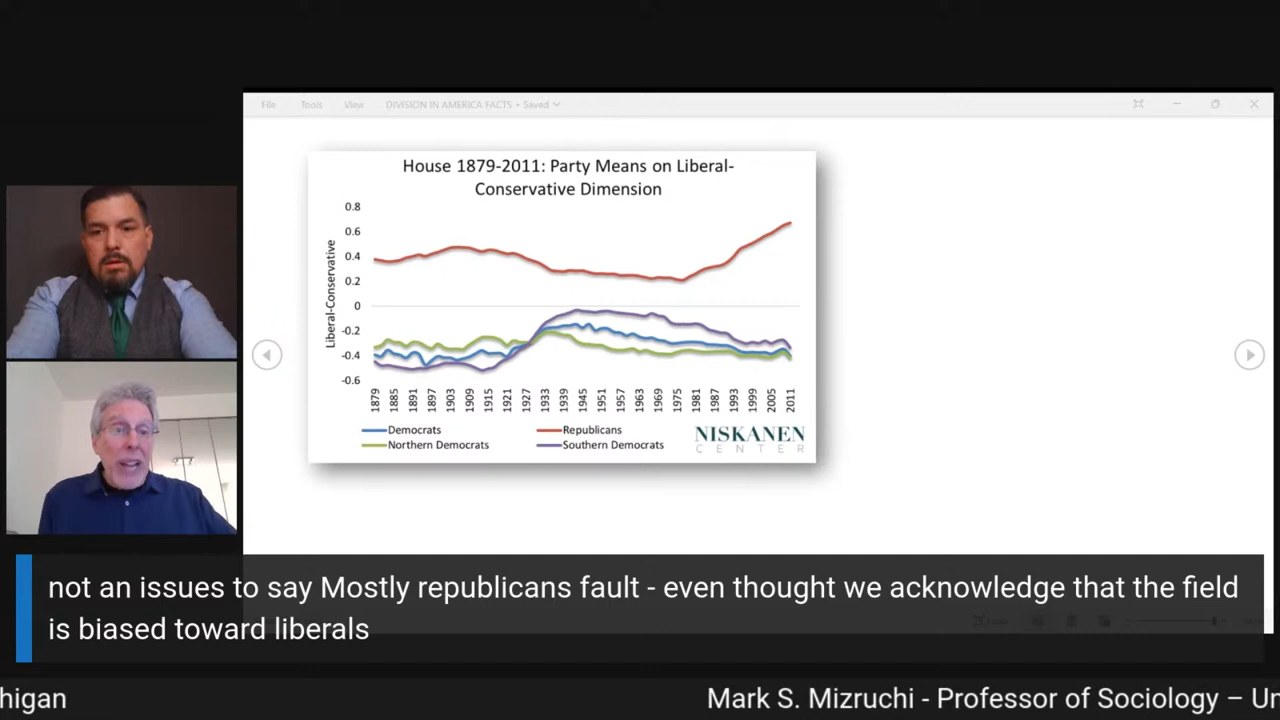 File Tools View DIVISION IN AMERICA FACTS • Saved
House 1879-2011: Party Means on Liberal-
Conservative Dimension
Liberal-Conservative
0.8
0.6
0.4
0.2
0
-0.2
-0.4
-0.6
1879 1885 1891 1897 1903 1909 1915 1921 1927 1933 1939 1945 1951 1957 1963 1969 1975 1981 1987 1993 1999 2005 2011
Democrats Republicans
Northern Democrats Southern Democrats
NISKANEN
CENTER
not an issues to say Mostly republicans fault - even thought we acknowledge that the field
is biased toward liberals
higan Mark S. Mizruchi - Professor of Sociology – Un